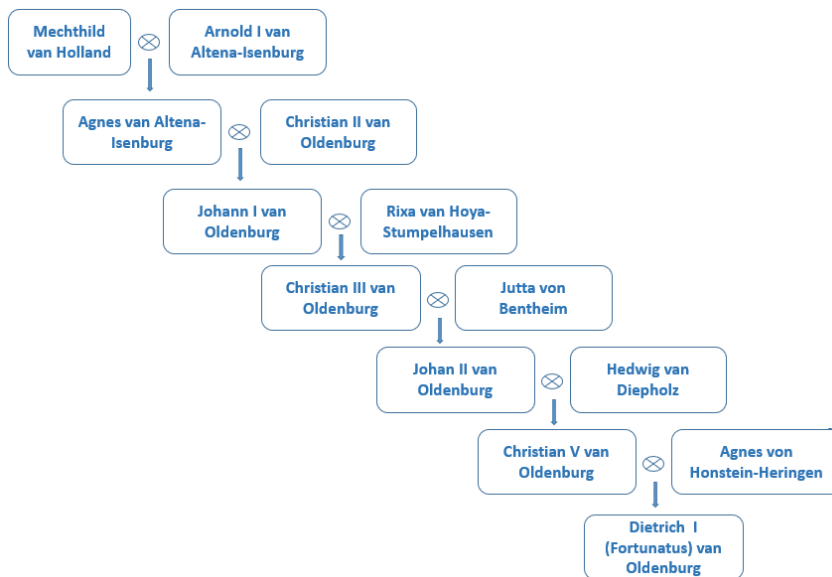 Mechthild
van Holland
Arnold I van
Altena-Isenburg
Agnes van Altena-
Isenburg
Christian II van
Oldenburg
Johann I van
Oldenburg
Rixa van Hoya-
Stumpelhausen
Christian III van
Oldenburg
Jutta von
Bentheim
Johan II van
Oldenburg
Hedwig van
Diepholz
Christian V van
Oldenburg
Agnes von
Honstein-Heringen
Dietrich I
(Fortunatus) van
Oldenburg